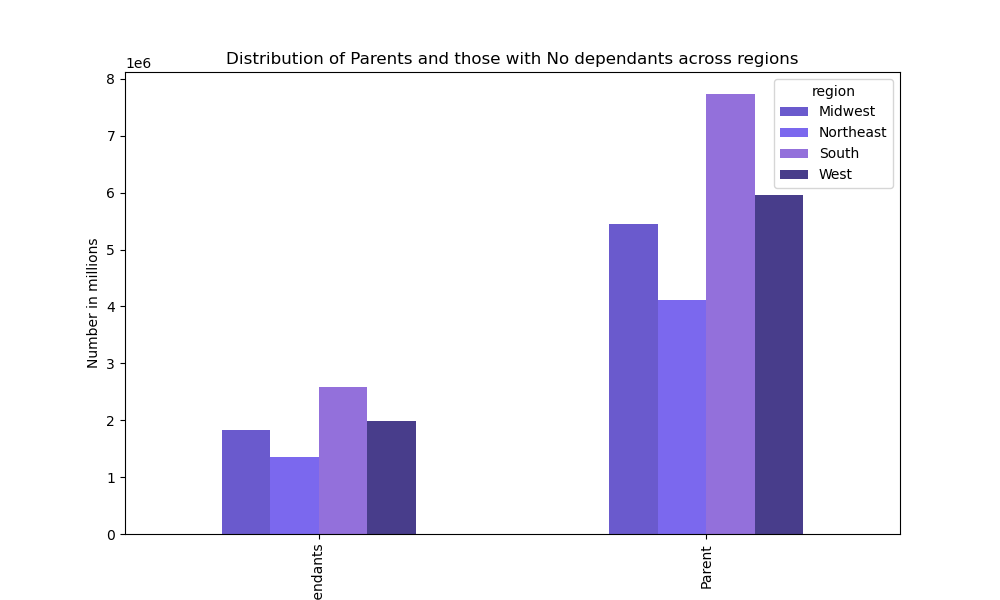 Distribution of Parents and those with No dependants across regions
1e6
8
7
6
5
4
3
2
1
0
Number in millions
region
Midwest
Northeast
South
West
endants
Parent